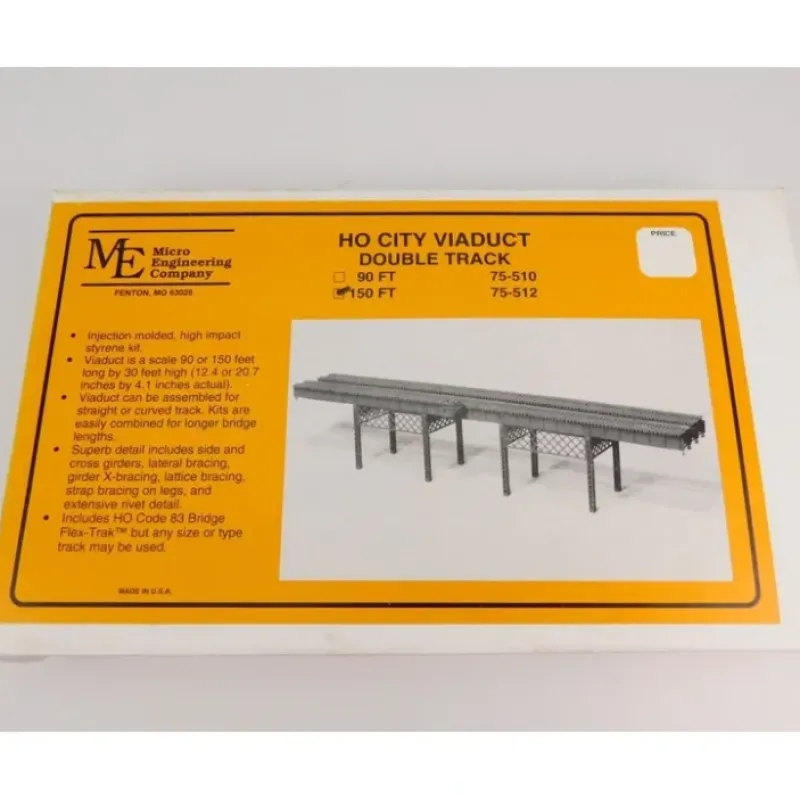 ME Micro
Engineering
Company
FENTON, MO 63026
HO CITY VIADUCT
DOUBLE TRACK
90 FT 75-510
150 FT 75-512
PRICE
• Injection molded, high impact
styrene kit.
• Viaduct is a scale 90 or 150 feet
long by 30 feet high (12.4 or 20.7
inches by 4.1 inches actual).
• Viaduct can be assembled for
straight or curved track. Kits are
easily combined for longer bridge
lengths.
• Superb detail includes side and
cross girders, lateral bracing,
girder X-bracing, lattice bracing,
strap bracing on legs, and
extensive rivet detail.
• Includes HO Code 83 Bridge
Flex-Trak™ but any size or type
track may be used.
MADE IN U.S.A.